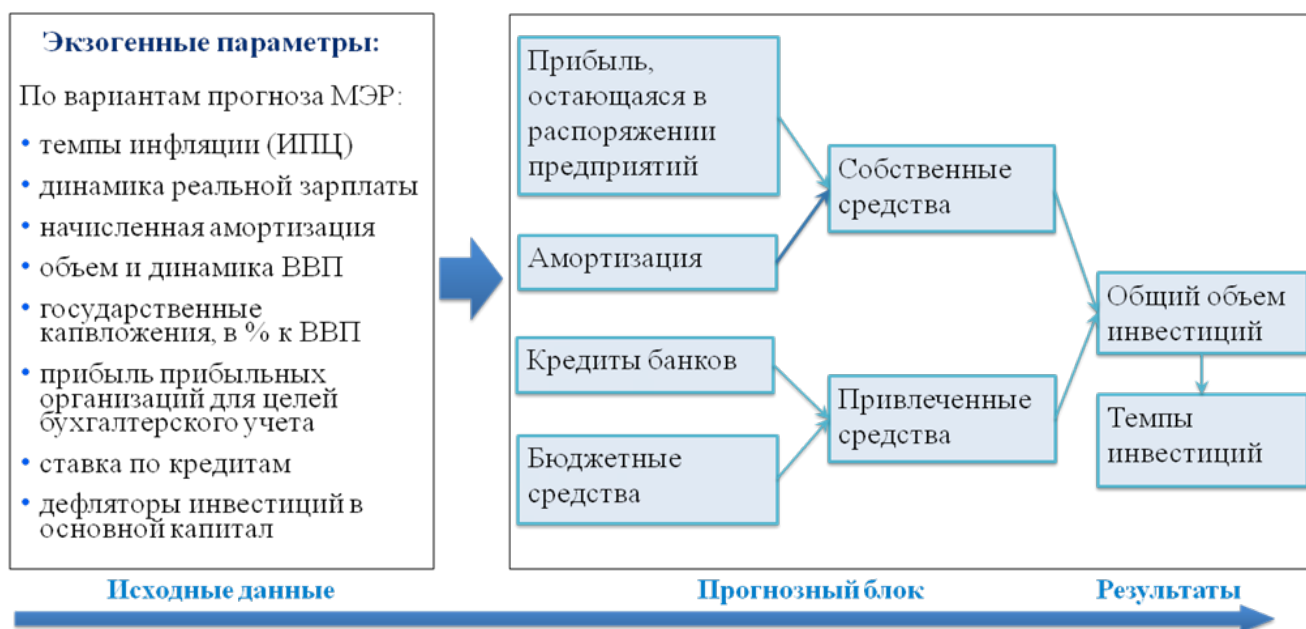 Экзогенные параметры:
По вариантам прогноза МЭР:
• темпы инфляции (ИПЦ)
• динамика реальной зарплаты
• начисленная амортизация
• объем и динамика ВВП
• государственные
капвложения, в % к ВВП
• прибыль прибыльных
организаций для целей
бухгалтерского учета
• ставка по кредитам
• дефляторы инвестиций в
основной капитал
Прибыль,
остающаяся в
распоряжении
предприятий
Амортизация
Кредиты банков
Бюджетные
средства
Собственные
средства
Привлеченные
средства
Общий объем
инвестиций
Темпы
инвестиций
Исходные данные
Прогнозный блок
Результаты